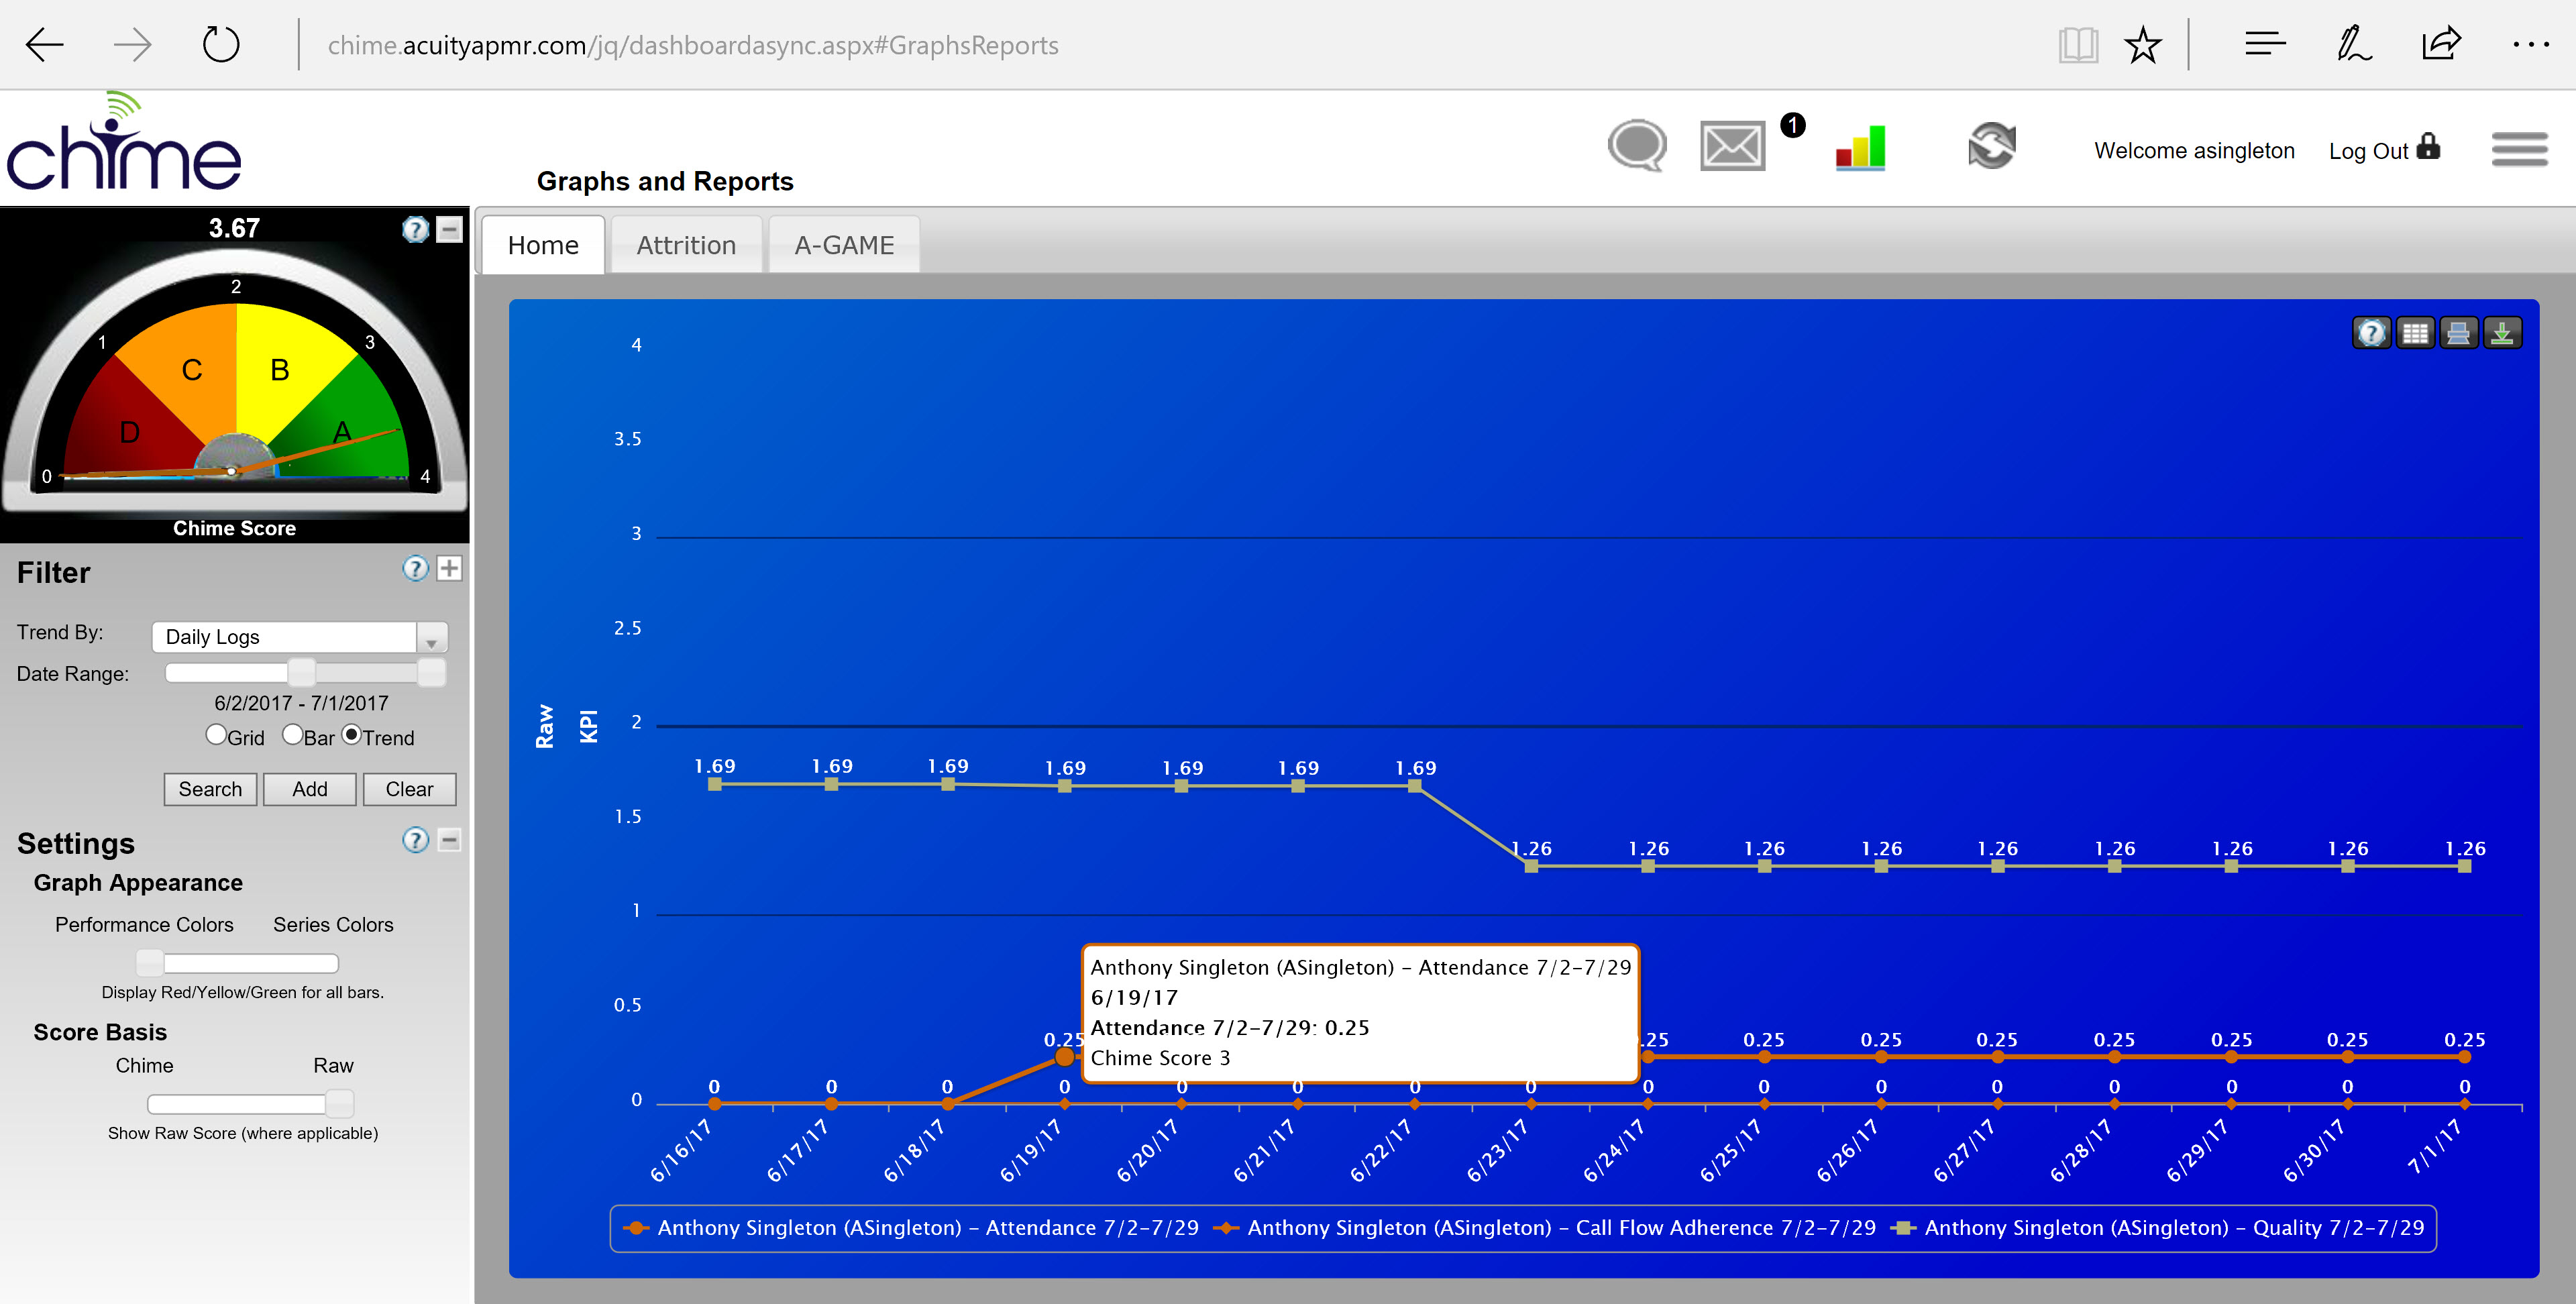 chime.acuityapmr.com/jq/dashboardasync.aspx#GraphsReports
chime
Graphs and Reports
1
Welcome asingleton
Log Out
3.67
0
1
2
3
4
D
C
B
A
Chime Score
Filter
Trend By:
Daily Logs
Date Range:
6/2/2017 - 7/1/2017
Grid Bar Trend
Search Add Clear
Settings
Graph Appearance
Performance Colors Series Colors
Display Red/Yellow/Green for all bars.
Score Basis
Chime Raw
Show Raw Score (where applicable)
Home Attrition A-GAME
Raw
KPI
4
3.5
3
2.5
2
1.5
1
0.5
0
1.69 1.69 1.69 1.69 1.69 1.69 1.69 1.26 1.26 1.26 1.26 1.26 1.26 1.26 1.26 1.26
Anthony Singleton (ASingleton) – Attendance 7/2–7/29
6/19/17
Attendance 7/2–7/29: 0.25
Chime Score 3
0.25 .25 0.25 0.25 0.25 0.25 0.25 0.25 0.25
0 0 0 0 0 0 0 0 0 0 0 0 0 0 0 0
6/16/17 6/17/17 6/18/17 6/19/17 6/20/17 6/21/17 6/22/17 6/23/17 6/24/17 6/25/17 6/26/17 6/27/17 6/28/17 6/29/17 6/30/17 7/1/17
Anthony Singleton (ASingleton) – Attendance 7/2–7/29 Anthony Singleton (ASingleton) – Call Flow Adherence 7/2–7/29 Anthony Singleton (ASingleton) – Quality 7/2–7/29